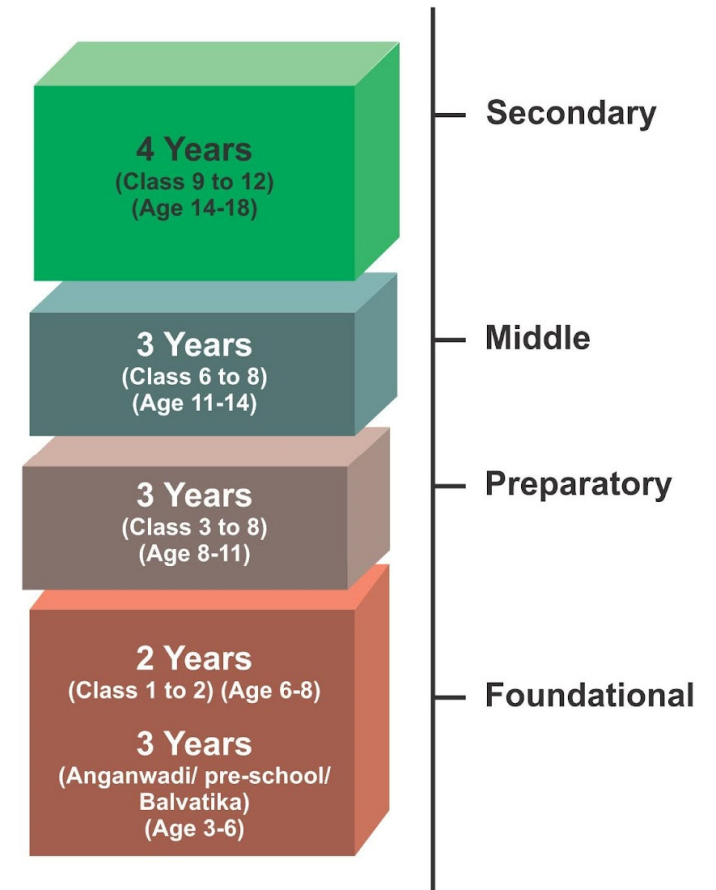 4 Years
(Class 9 to 12)
(Age 14-18)
Secondary
3 Years
(Class 6 to 8)
(Age 11-14)
Middle
3 Years
(Class 3 to 8)
(Age 8-11)
Preparatory
2 Years
(Class 1 to 2) (Age 6-8)
3 Years
(Anganwadi/ pre-school/
Balvatika)
(Age 3-6)
Foundational